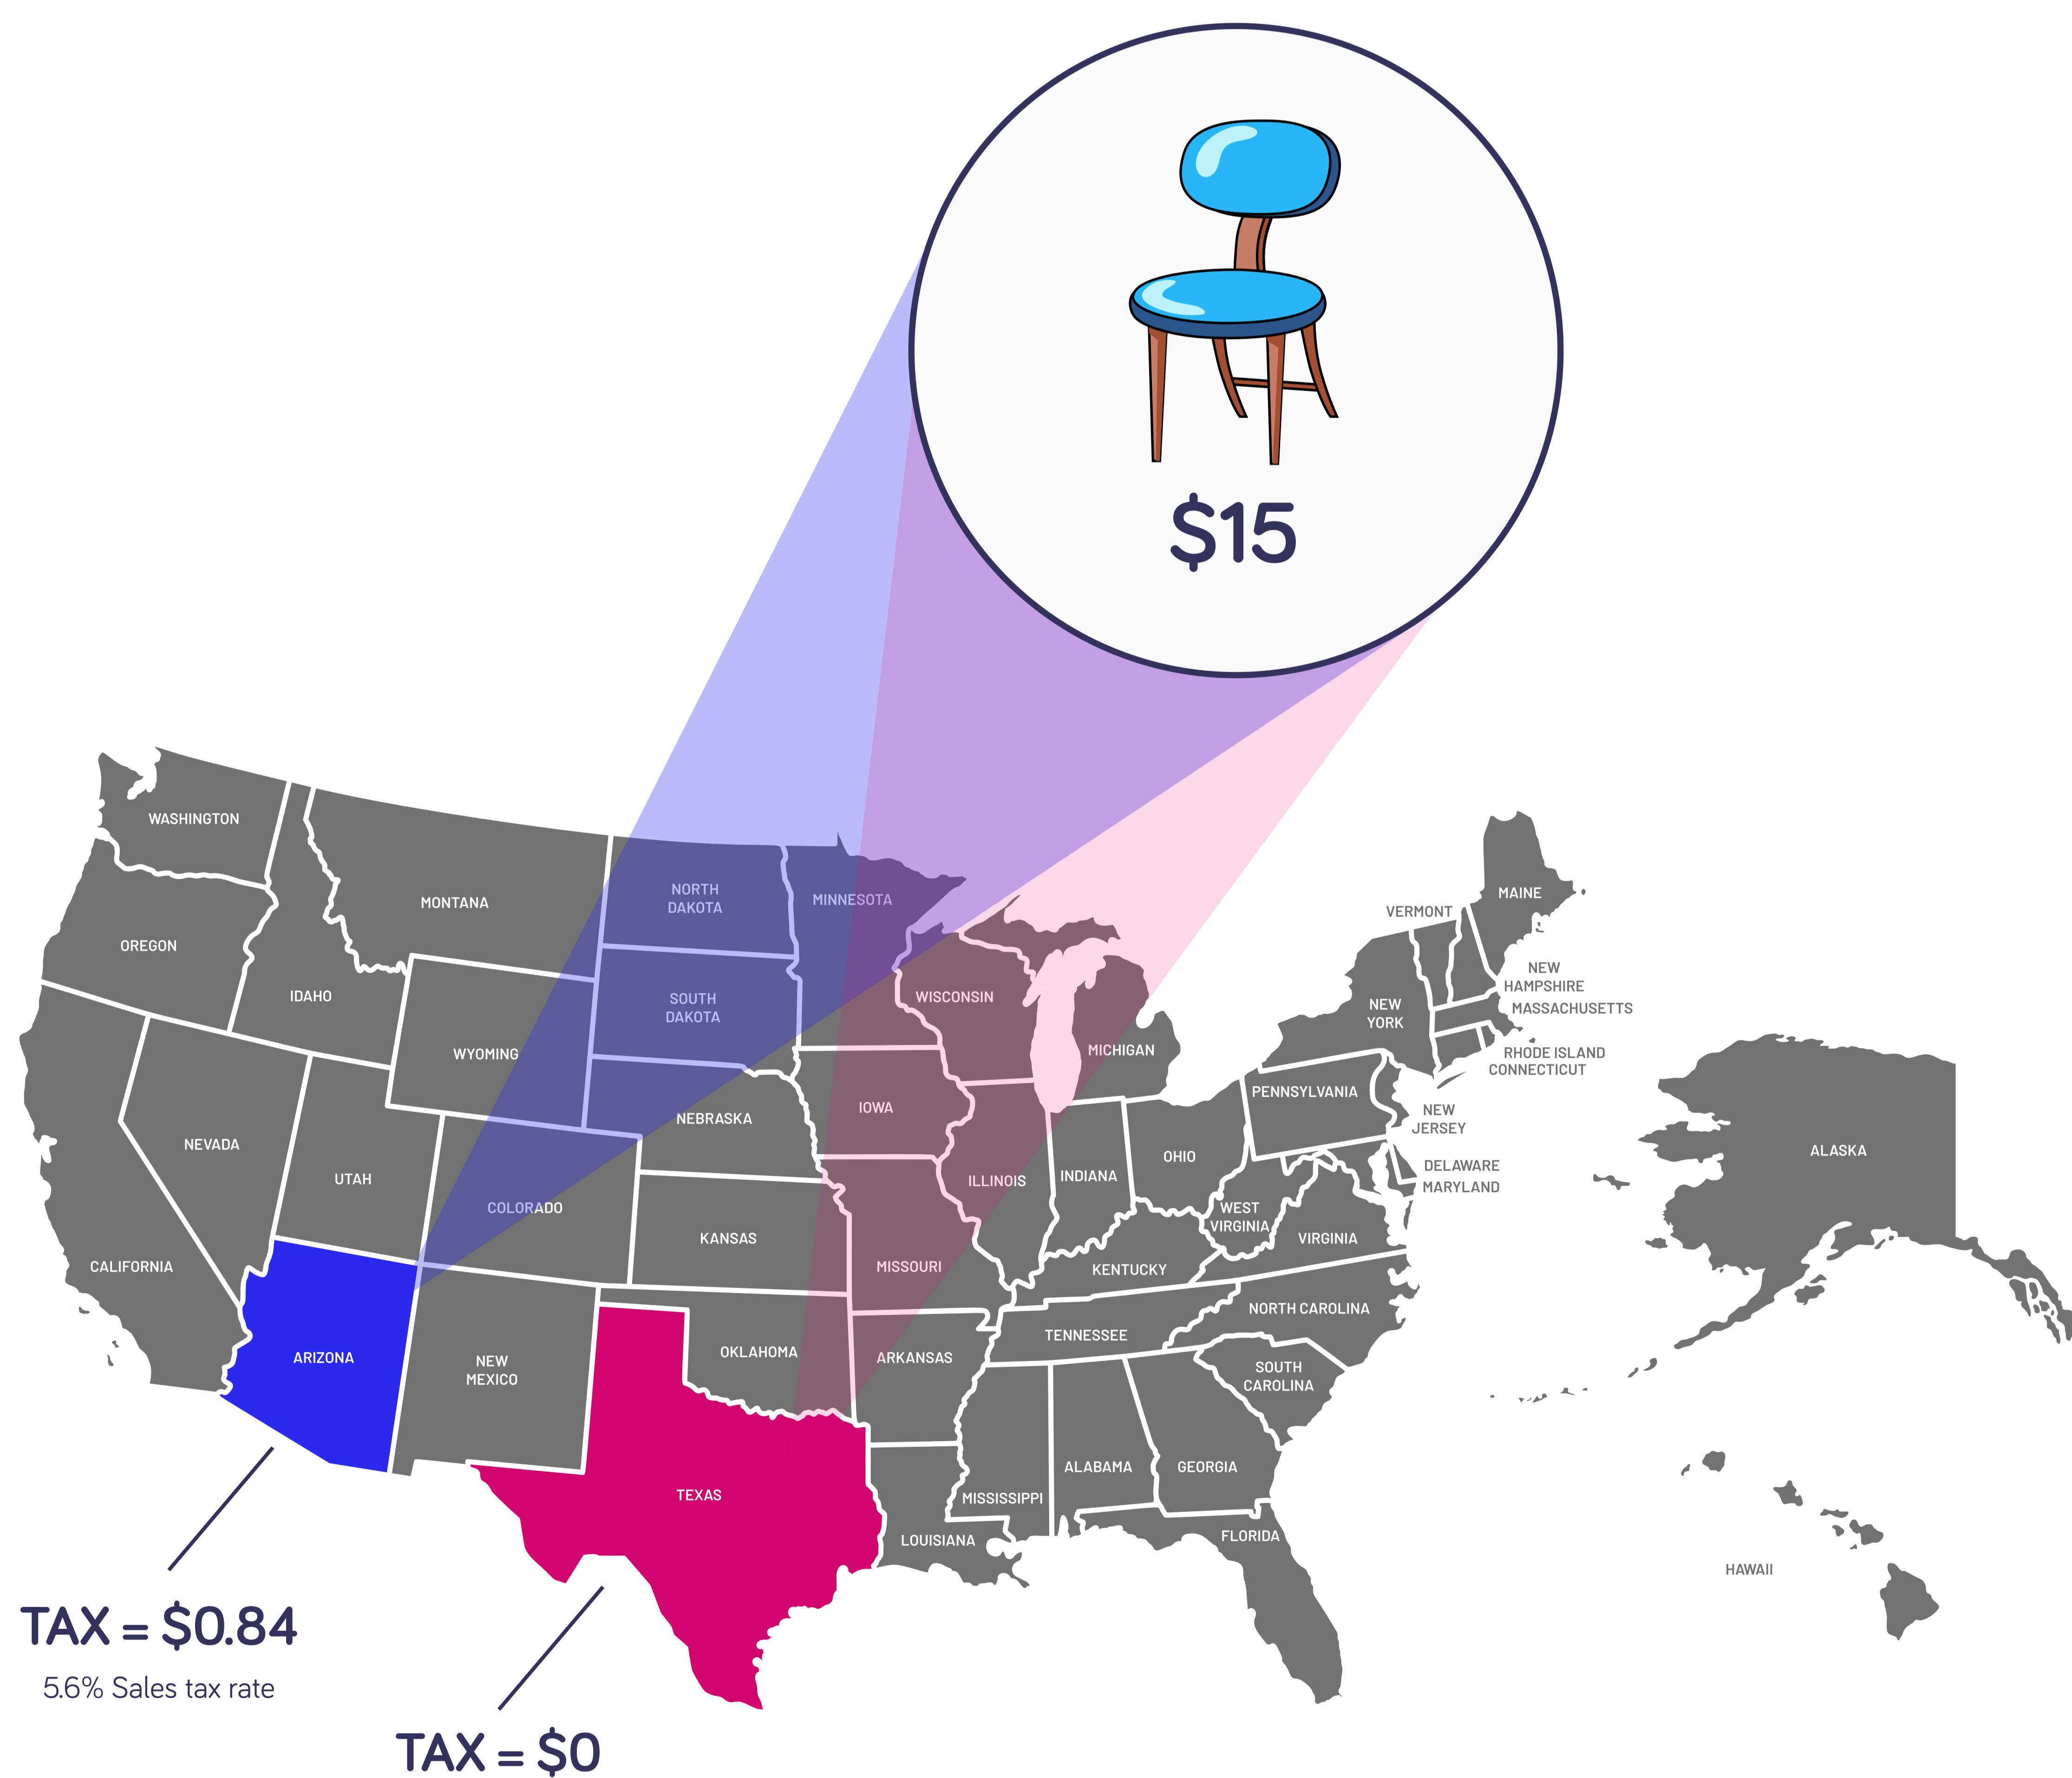 $15
WASHINGTON
MONTANA
NORTH
DAKOTA
MINNESOTA
MAINE
VERMONT
OREGON
IDAHO
WYOMING
SOUTH
DAKOTA
WISCONSIN
MICHIGAN
NEW
YORK
NEW
HAMPSHIRE
MASSACHUSETTS
RHODE ISLAND
CONNECTICUT
NEVADA
UTAH
COLORADO
NEBRASKA
IOWA
ILLINOIS
INDIANA
OHIO
PENNSYLVANIA
NEW
JERSEY
DELAWARE
MARYLAND
WEST
VIRGINIA
VIRGINIA
ALASKA
CALIFORNIA
KANSAS
MISSOURI
KENTUCKY
NORTH CAROLINA
TENNESSEE
ARIZONA
NEW
MEXICO
OKLAHOMA
ARKANSAS
SOUTH
CAROLINA
TEXAS
LOUISIANA
MISSISSIPPI
ALABAMA
GEORGIA
FLORIDA
HAWAII
TAX = $0.84
5.6% Sales tax rate
TAX = $0